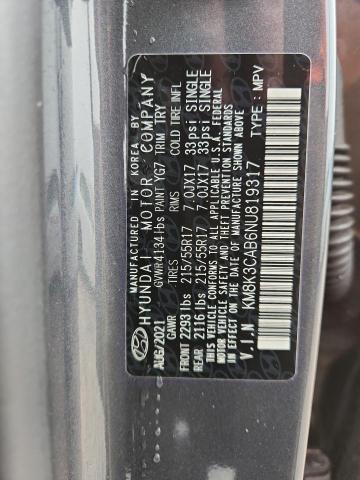 MANUFACTURED IN KOREA BY
HYUNDAI MOTOR COMPANY
AUG/2021 GVWR 4134 lbs PAINT YG7 TRIM TRY
GAWR TIRES RIMS COLD TIRE INFL
FRONT 2293 lbs 215/55R17 7.0JX17 33psi SINGLE
REAR 2116 lbs 215/55R17 7.0JX17 33psi SINGLE
THIS VEHICLE CONFORMS TO ALL APPLICABLE U.S.A. FEDERAL
MOTOR VEHICLE SAFETY AND THEFT PREVENTION STANDARDS
IN EFFECT ON THE DATE OF MANUFACTURE SHOWN ABOVE.
V.I.N KM8K3CAB6NU819317 TYPE : MPV